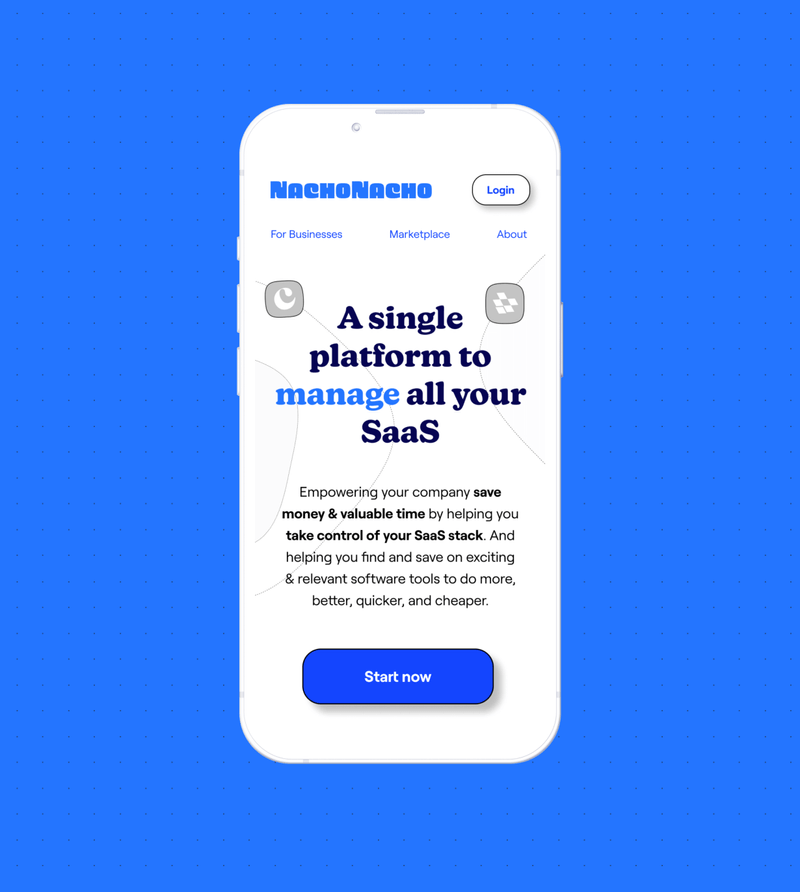 NachoNacho
Login
For Businesses Marketplace About
A single
platform to
manage all your
SaaS
Empowering your company save
money & valuable time by helping you
take control of your SaaS stack. And
helping you find and save on exciting
& relevant software tools to do more,
better, quicker, and cheaper.
Start now